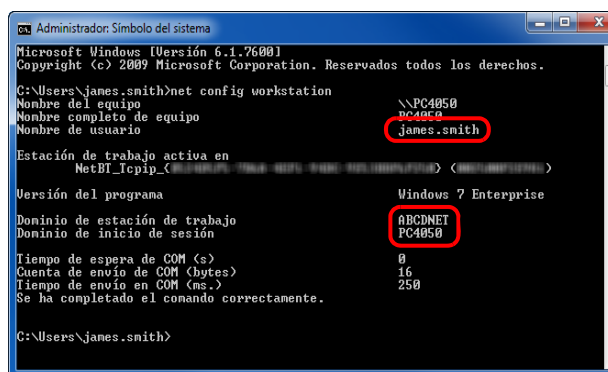 Administrador: Símbolo del sistema
Microsoft Windows [Versión 6.1.7600]
Copyright (c) 2009 Microsoft Corporation. Reservados todos los derechos.
C:\Users\james.smith>net config workstation
Nombre del equipo \\PC4050
Nombre completo de equipo PC4050
Nombre de usuario james.smith
Estación de trabajo activa en
NetBT_Tcpip_{ } ( )
Versión del programa Windows 7 Enterprise
Dominio de estación de trabajo ABCDNET
Dominio de inicio de sesión PC4050
Tiempo de espera de COM (s) 0
Cuenta de envío de COM (bytes) 16
Tiempo de envío en COM (ms.) 250
Se ha completado el comando correctamente.
C:\Users\james.smith>